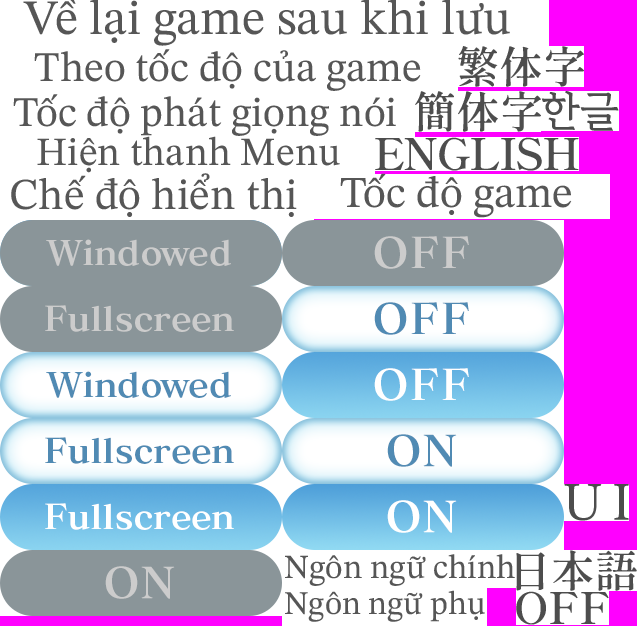 Về lại game sau khi lưu
Theo tốc độ của game
繁体字
Tốc độ phát giọng nói
簡体字
한글
Hiện thanh Menu
ENGLISH
Chế độ hiển thị
Tốc độ game
Windowed
OFF
Fullscreen
OFF
Windowed
OFF
Fullscreen
ON
Fullscreen
ON
UI
ON
Ngôn ngữ chính
日本語
Ngôn ngữ phụ
OFF